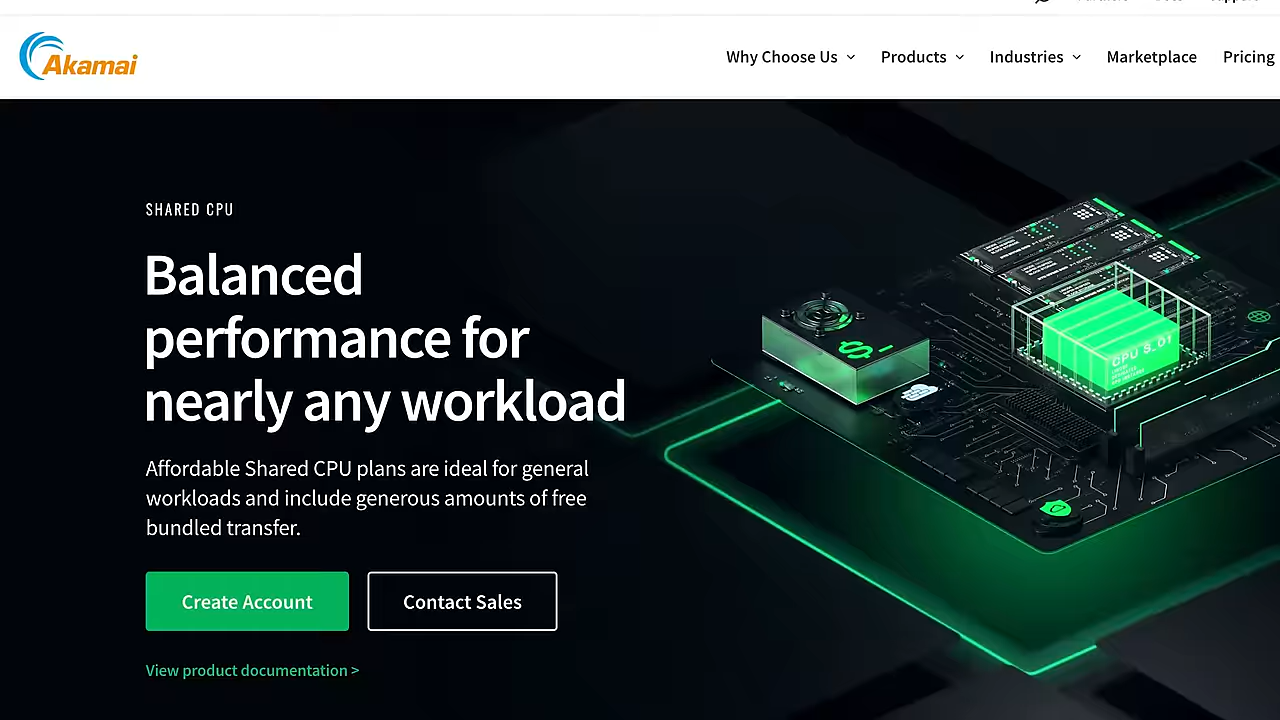 Akamai
Why Choose Us
Products
Industries
Marketplace
Pricing
SHARED CPU
Balanced
performance for
nearly any workload
Affordable Shared CPU plans are ideal for general
workloads and include generous amounts of free
bundled transfer.
Create Account
Contact Sales
View product documentation >
$
CPU S_01